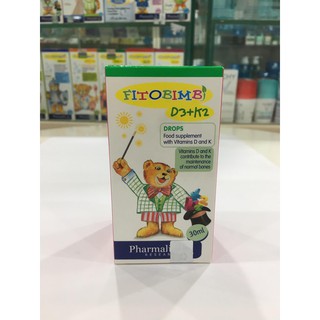 FITOBIMBI
D3+K2
DROPS
Food supplement
with Vitamins D and K
Vitamins D and K
contribute to the
maintenance
of normal bones
30ml